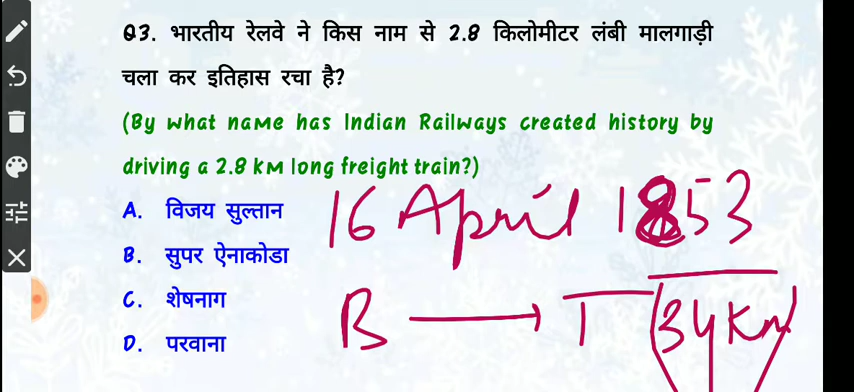 Q3. भारतीय रेलवे ने किस नाम से 2.8 किलोमीटर लंबी मालगाड़ी
चला कर इतिहास रचा है?
(By what name has Indian Railways created history by
driving a 2.8 KM long freight train?)
A. विजय सुल्तान
B. सुपर ऐनाकोडा
C. शेषनाग
D. परवाना
16 April 1853
B → T (34 Km)